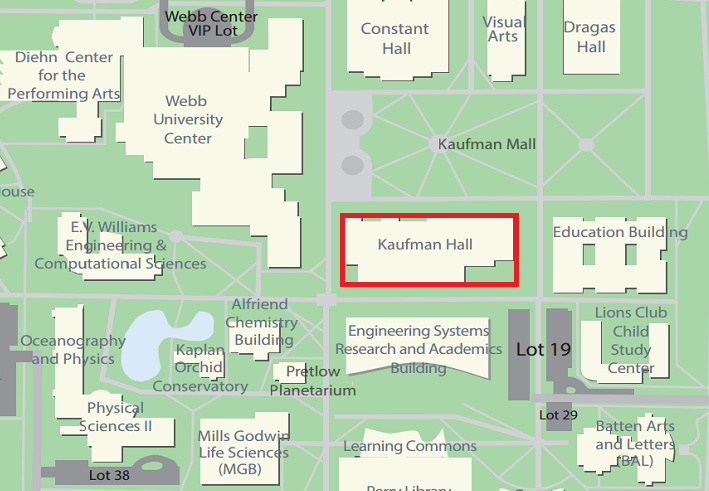 Webb Center
VIP Lot
Constant
Hall
Visual
Arts
Dragas
Hall
Diehn Center
for the
Performing Arts
Webb
University
Center
Kaufman Mall
ouse
E.V. Williams
Engineering &
Computational Sciences
Kaufman Hall
Education Building
Oceanography
and Physics
Alfriend
Chemistry
Building
Kaplan
Orchid
Conservatory
Pretlow
Planetarium
Engineering Systems
Research and Academics
Building
Lot 19
Lions Club
Child
Study
Center
Physical
Sciences II
Mills Godwin
Life Sciences
(MGB)
Lot 38
Learning Commons
Perry Library
Lot 29
Batten Arts
and Letters
(BAL)